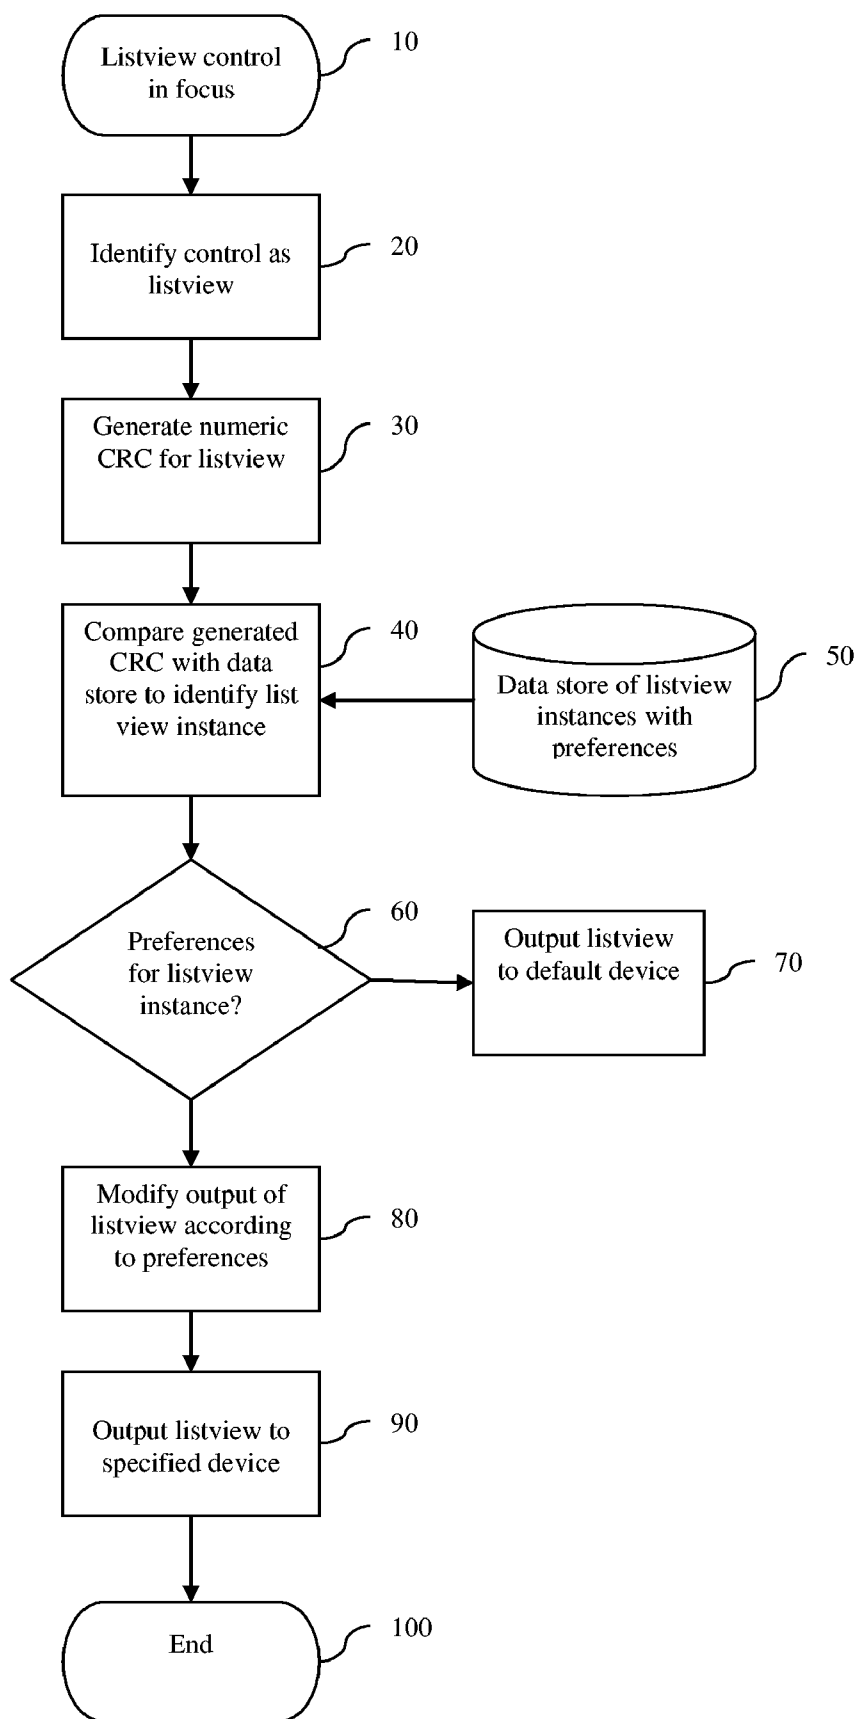 Listview control
in focus
10
Identify control as
listview
20
Generate numeric
CRC for listview
30
Compare generated
CRC with data
store to identify list
view instance
40
Data store of listview
instances with
preferences
50
Preferences
for listview
instance?
60
Output listview
to default device
70
Modify output of
listview according
to preferences
80
Output listview to
specified device
90
End
100